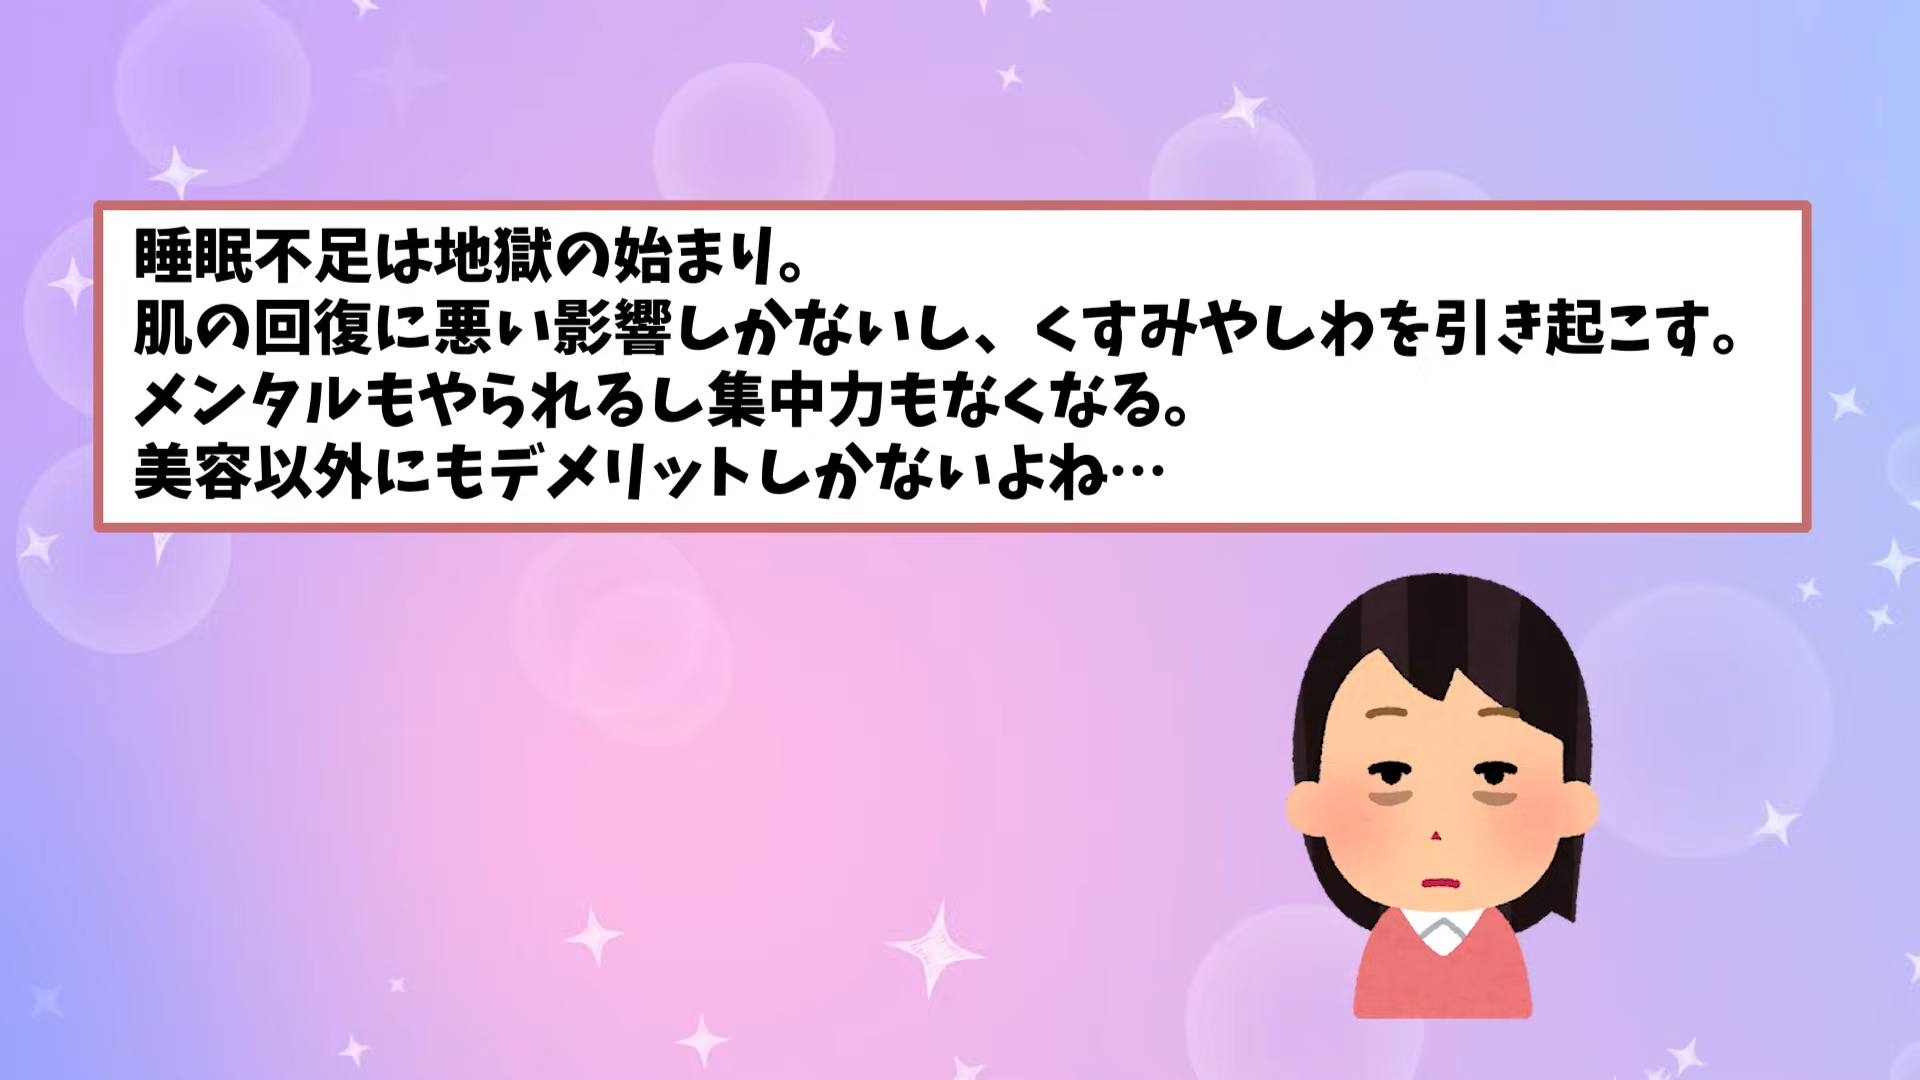 睡眠不足は地獄の始まり。
肌の回復に悪い影響しかないし、くすみやしわを引き起こす。
メンタルもやられるし集中力もなくなる。
美容以外にもデメリットしかないよね…